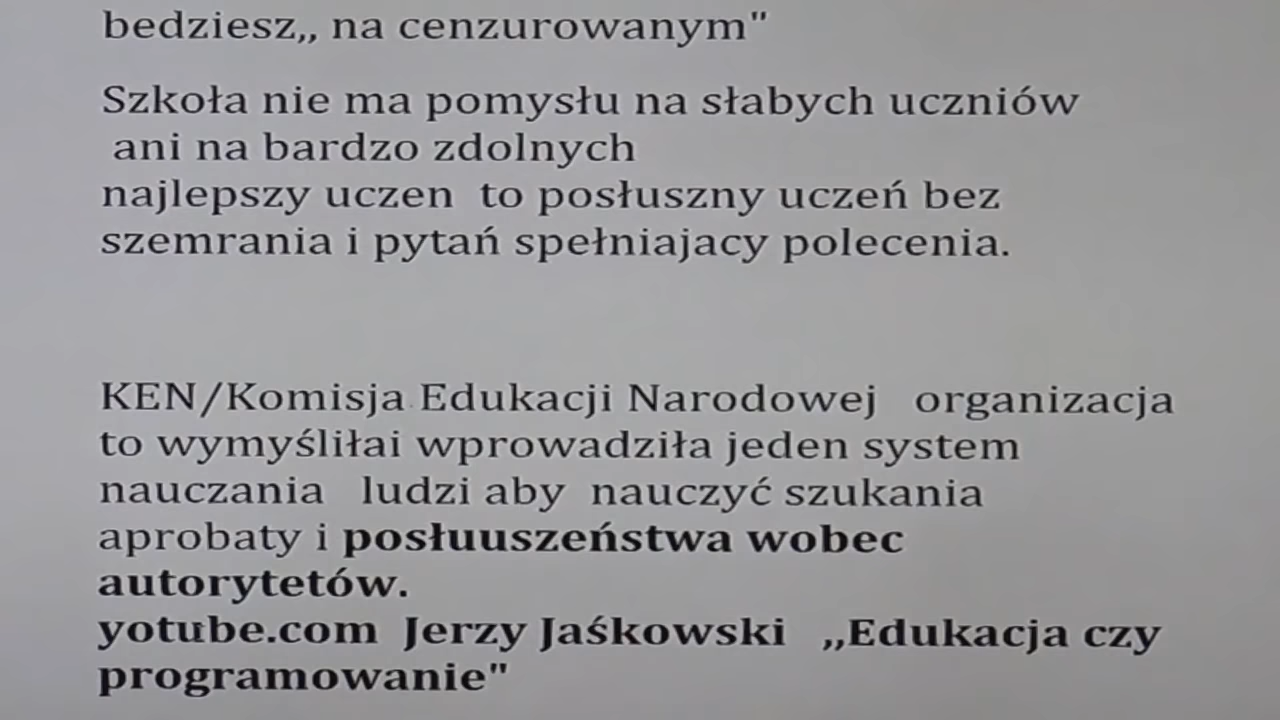 bedziesz,, na cenzurowanym"
Szkoła nie ma pomysłu na słabych uczniów
ani na bardzo zdolnych
najlepszy uczen to posłuszny uczeń bez
szemrania i pytań spełniajacy polecenia.
KEN/Komisja Edukacji Narodowej organizacja
to wymyśliłai wprowadziła jeden system
nauczania ludzi aby nauczyć szukania
aprobaty i posłuuszeństwa wobec
autorytetów.
yotube.com Jerzy Jaśkowski ,,Edukacja czy
programowanie"